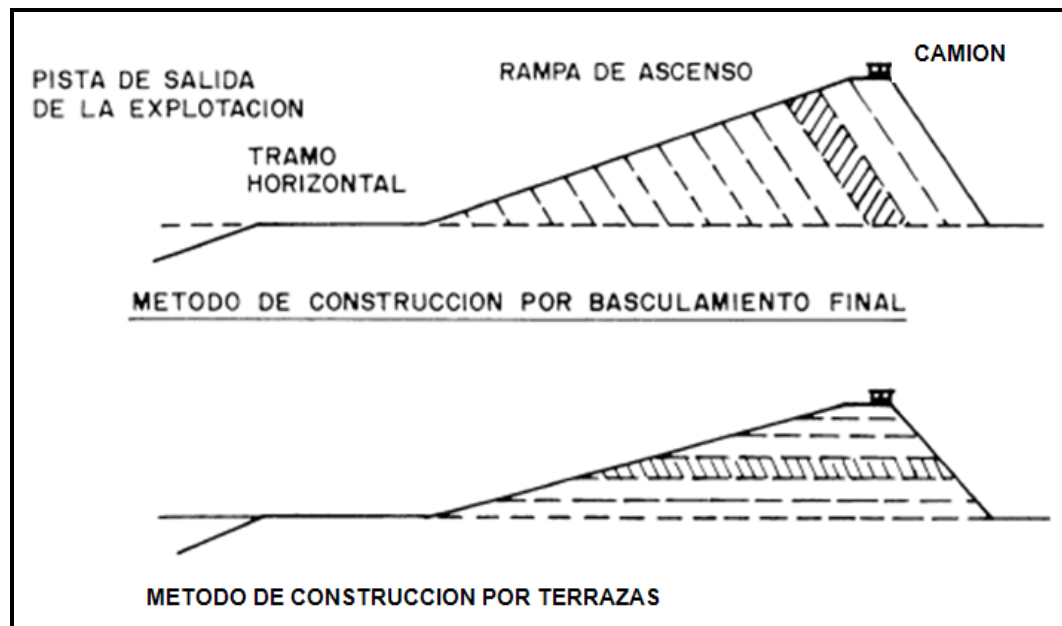 CAMION
RAMPA DE ASCENSO
PISTA DE SALIDA
DE LA EXPLOTACION
TRAMO
HORIZONTAL
METODO DE CONSTRUCCION POR BASCULAMIENTO FINAL
METODO DE CONSTRUCCION POR TERRAZAS